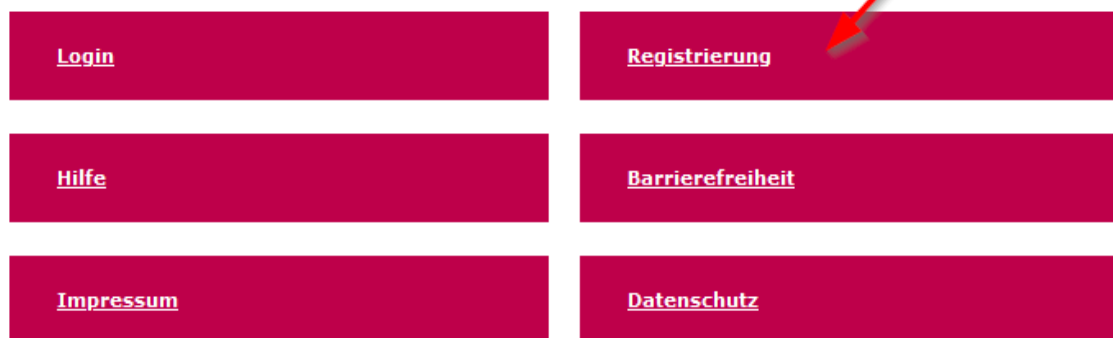 Login
Registrierung
Hilfe
Barrierefreiheit
Impressum
Datenschutz